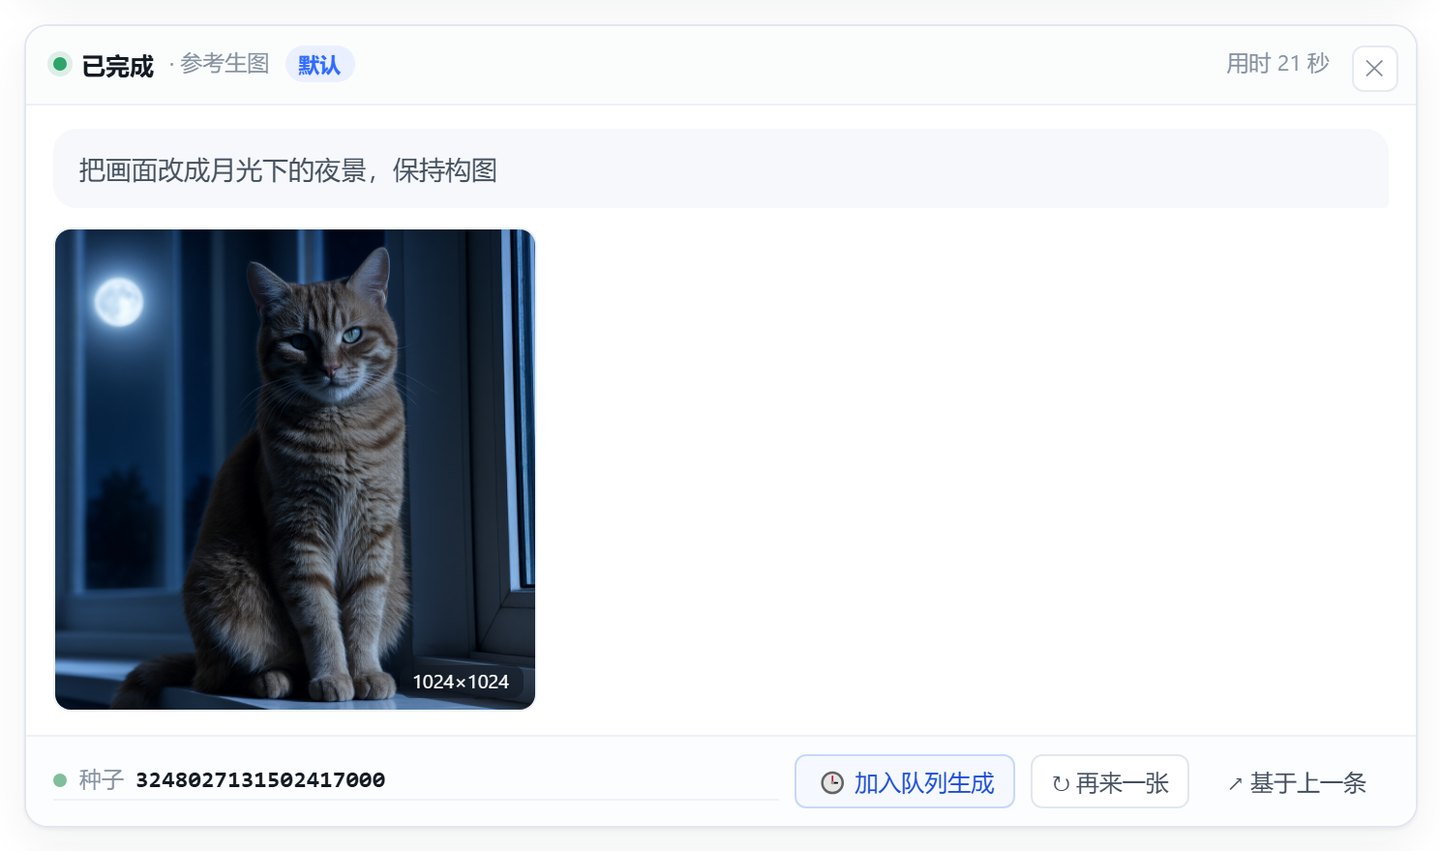 已完成 · 参考生图 默认 用时 21 秒
把画面改成月光下的夜景，保持构图
1024×1024
种子 3248027131502417000 加入队列生成 ↻ 再来一张 ↗ 基于上一条